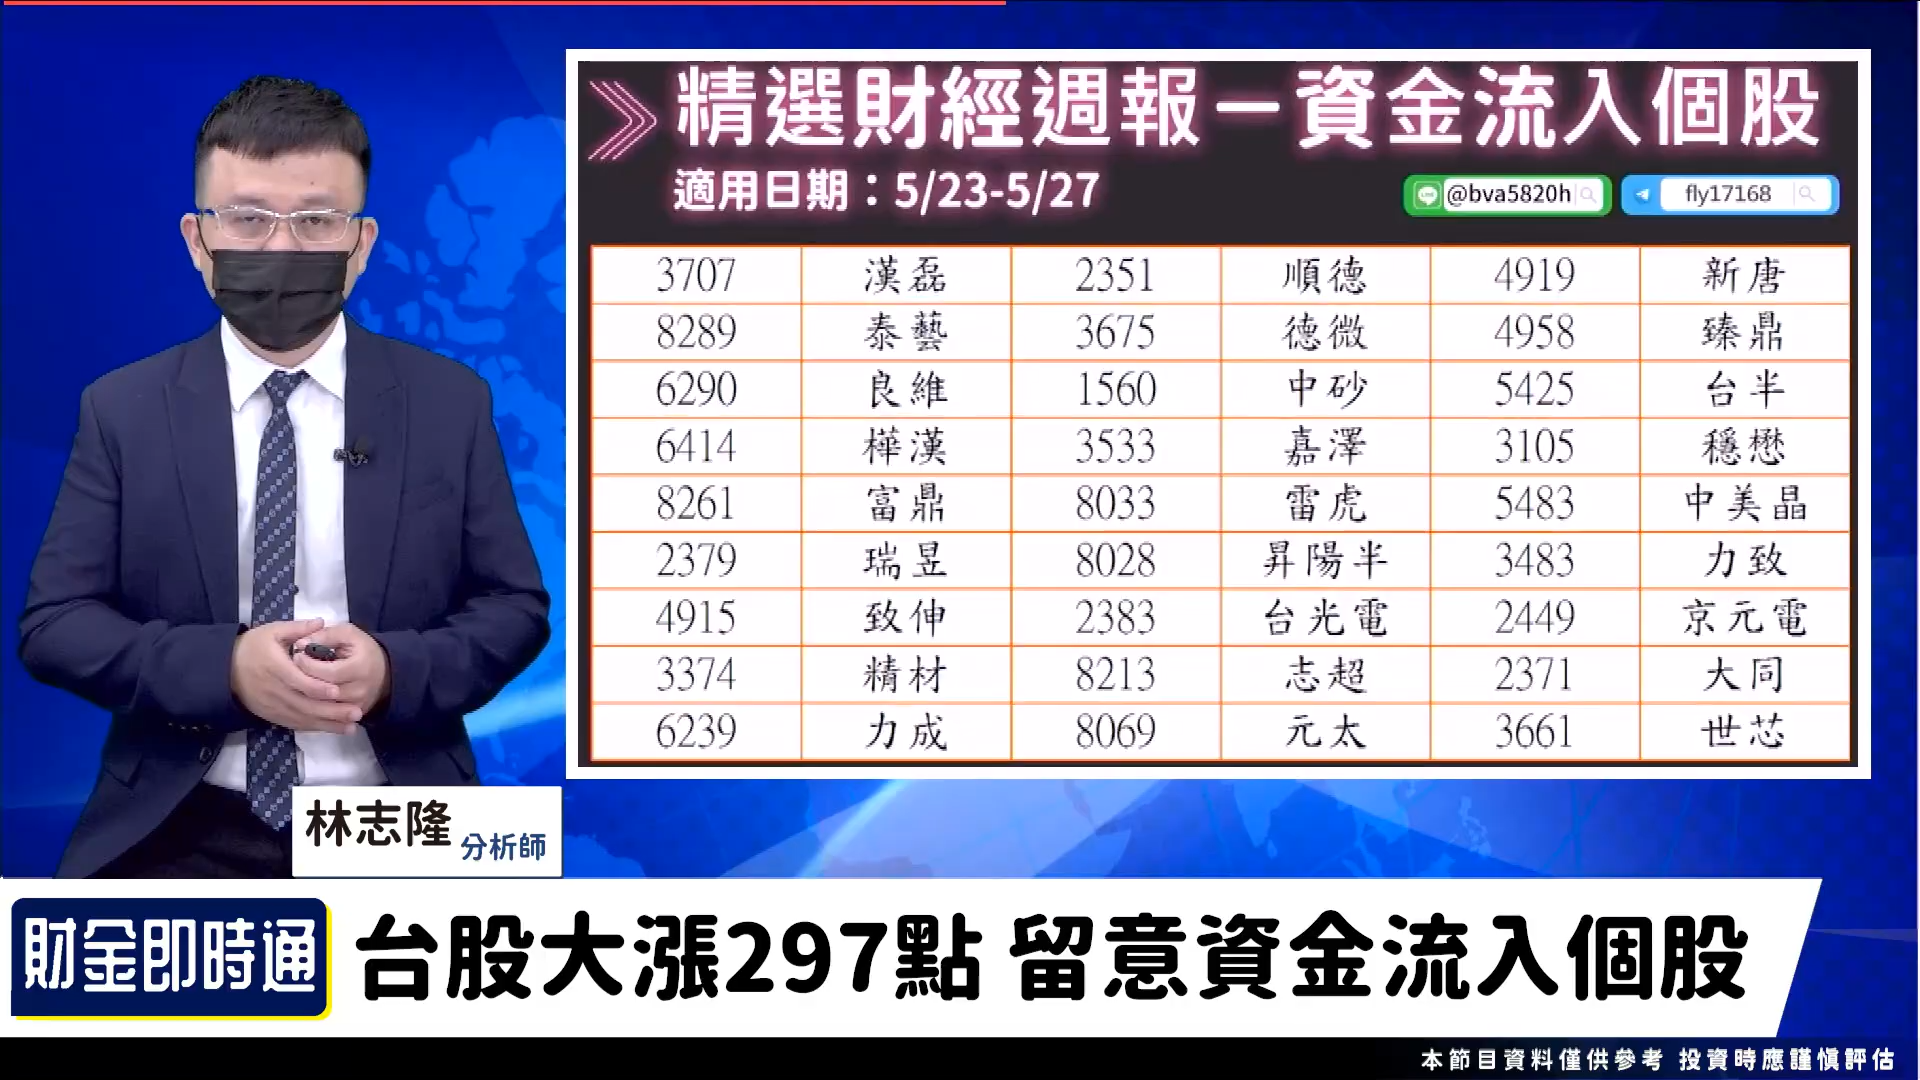 精選財經週報－資金流入個股
適用日期：5/23-5/27
@bva5820h
fly17168
3707 漢磊 2351 順德 4919 新唐
8289 泰藝 3675 德微 4958 臻鼎
6290 良維 1560 中砂 5425 台半
6414 樺漢 3533 嘉澤 3105 穩懋
8261 富鼎 8033 雷虎 5483 中美晶
2379 瑞昱 8028 昇陽半 3483 力致
4915 致伸 2383 台光電 2449 京元電
3374 精材 8213 志超 2371 大同
6239 力成 8069 元太 3661 世芯
林志隆 分析師
財金即時通
台股大漲297點 留意資金流入個股
本節目資料僅供參考 投資時應謹慎評估